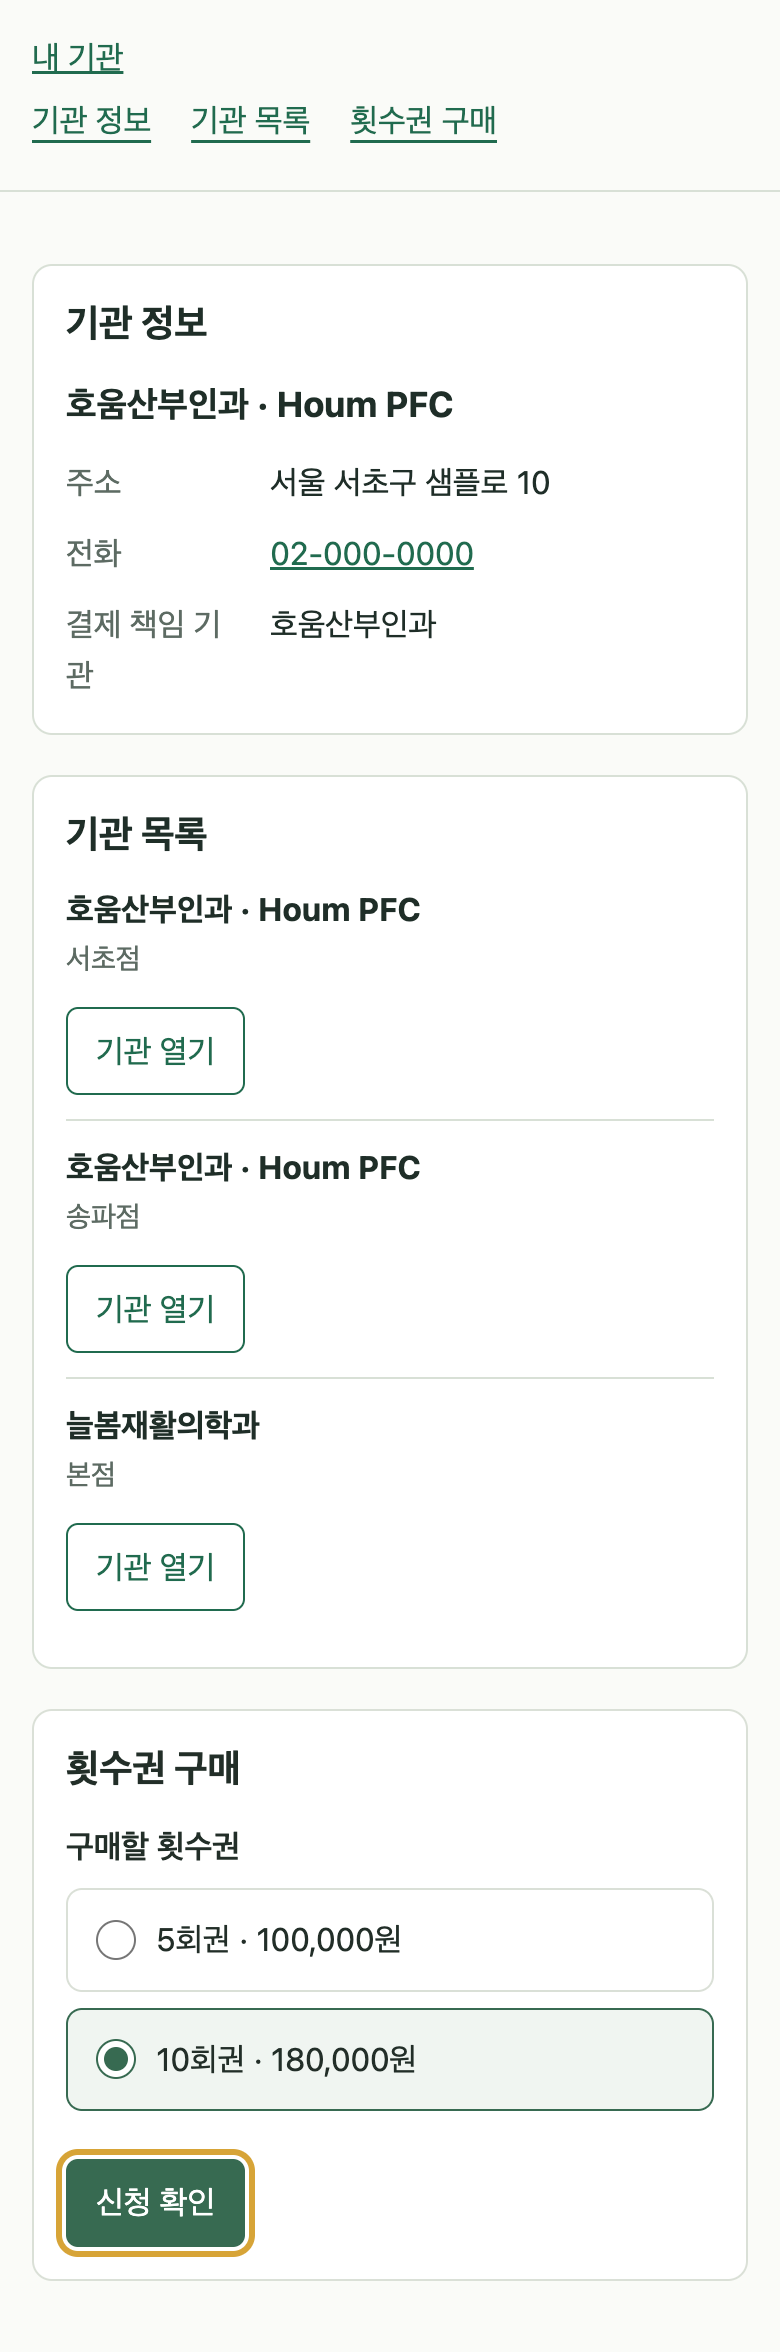 내 기관
기관 정보 기관 목록 횟수권 구매
기관 정보
호움산부인과 · Houm PFC
주소 서울 서초구 샘플로 10
전화 02-000-0000
결제 책임 기 호움산부인과
관
기관 목록
호움산부인과 · Houm PFC
서초점
기관 열기
호움산부인과 · Houm PFC
송파점
기관 열기
늘봄재활의학과
본점
기관 열기
횟수권 구매
구매할 횟수권
5회권 · 100,000원
10회권 · 180,000원
신청 확인